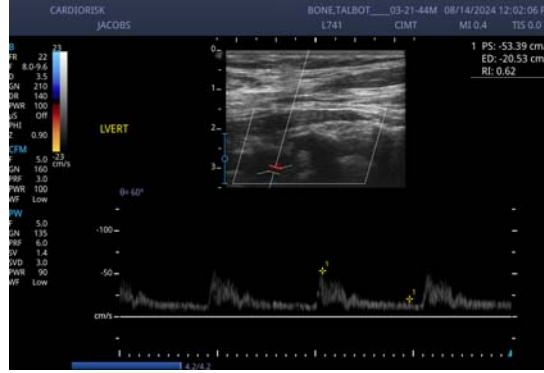 CARDIORISK BONE,TALBOT____03-21-44M 08/14/2024 12:02:06 P
JACOBS L741 CIMT MI 0.4 TIS 0.0
1 PS: -53.39 cm/
ED: -20.53 cm/
RI: 0.62
B
FR 22
F 8.0-9.6
D 3.5
GN 210
DR 140
PWR 100
µS Off
PHI
Z 0.90
23
-23
cm/s
CFM
F 5.0
GN 160
PRF 3.0
PWR 100
WF Low
PW
F 5.0
GN 135
PRF 6.0
SV 1.4
SVD 3.0
PWR 90
WF Low
LVERT
θ= 60°
0
1
2
3
-100
-50
cm/s
1
1
4.2/4.2